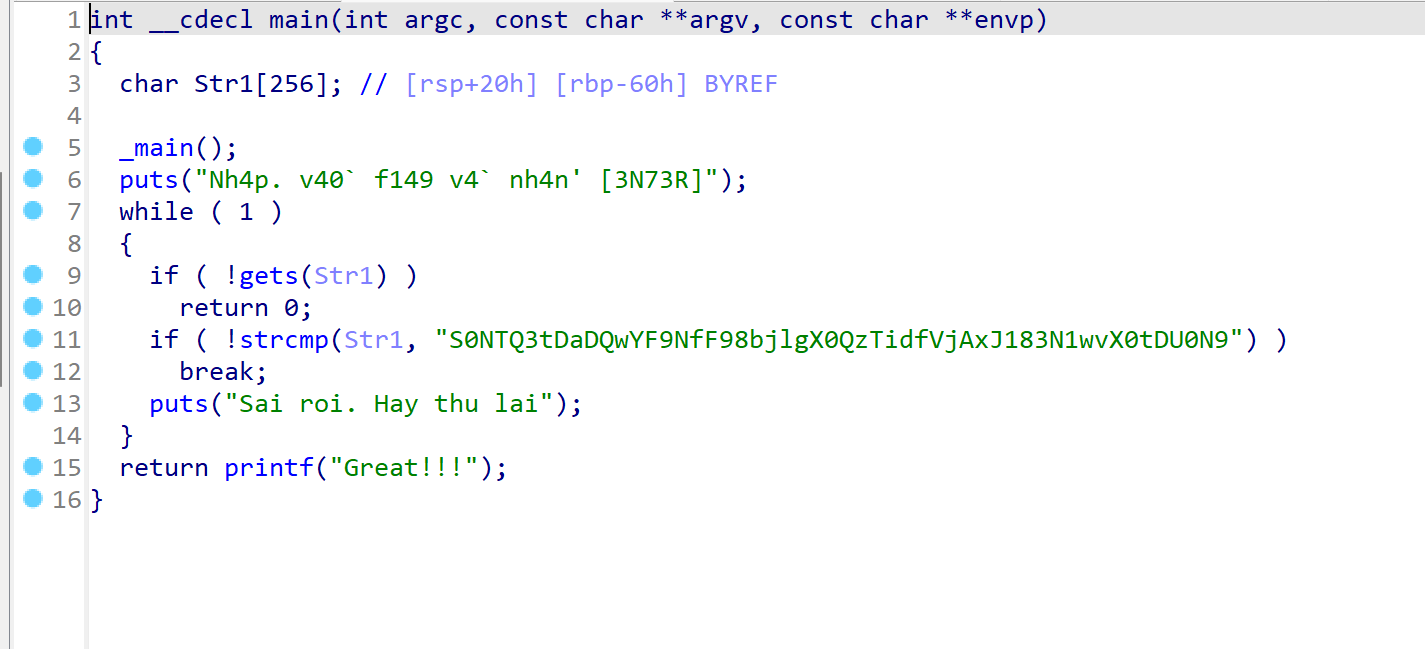 1 int __cdecl main(int argc, const char **argv, const char **envp)
2 {
3 char Str1[256]; // [rsp+20h] [rbp-60h] BYREF
4
5 _main();
6 puts("Nh4p. v40` f149 v4` nh4n' [3N73R]");
7 while ( 1 )
8 {
9 if ( !gets(Str1) )
10 return 0;
11 if ( !strcmp(Str1, "S0NTQ3tDaDQwYF9NfF98bjlgX0QzTidfVjAxJ183N1wvX0tDU0N9") )
12 break;
13 puts("Sai roi. Hay thu lai");
14 }
15 return printf("Great!!!");
16 }